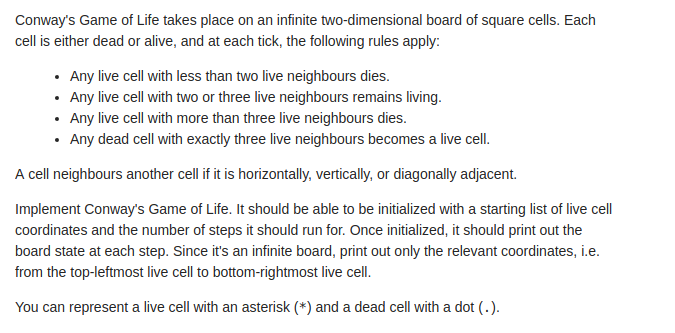 Conway's Game of Life takes place on an infinite two-dimensional board of square cells. Each
cell is either dead or alive, and at each tick, the following rules apply:
• Any live cell with less than two live neighbours dies.
• Any live cell with two or three live neighbours remains living.
• Any live cell with more than three live neighbours dies.
• Any dead cell with exactly three live neighbours becomes a live cell.
A cell neighbours another cell if it is horizontally, vertically, or diagonally adjacent.
Implement Conway's Game of Life. It should be able to be initialized with a starting list of live cell
coordinates and the number of steps it should run for. Once initialized, it should print out the
board state at each step. Since it's an infinite board, print out only the relevant coordinates, i.e.
from the top-leftmost live cell to bottom-rightmost live cell.
You can represent a live cell with an asterisk (*) and a dead cell with a dot (.).